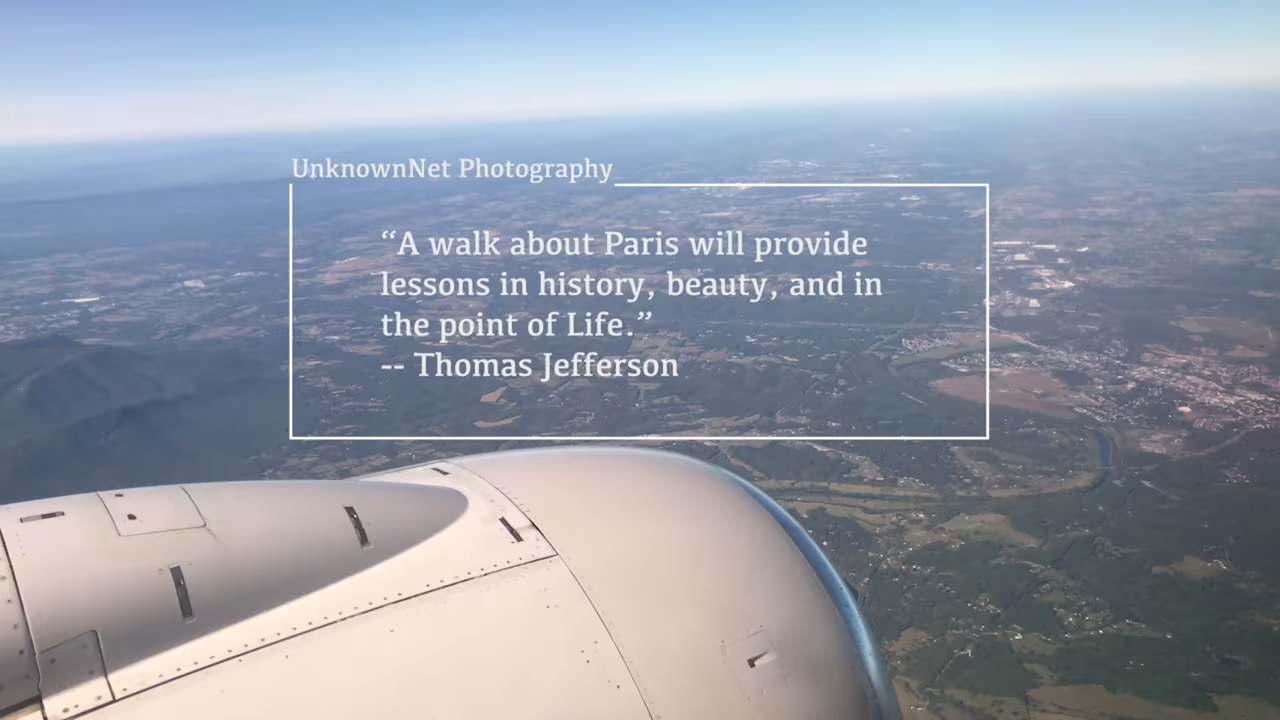 UnknownNet Photography
“A walk about Paris will provide
lessons in history, beauty, and in
the point of Life.”
-- Thomas Jefferson